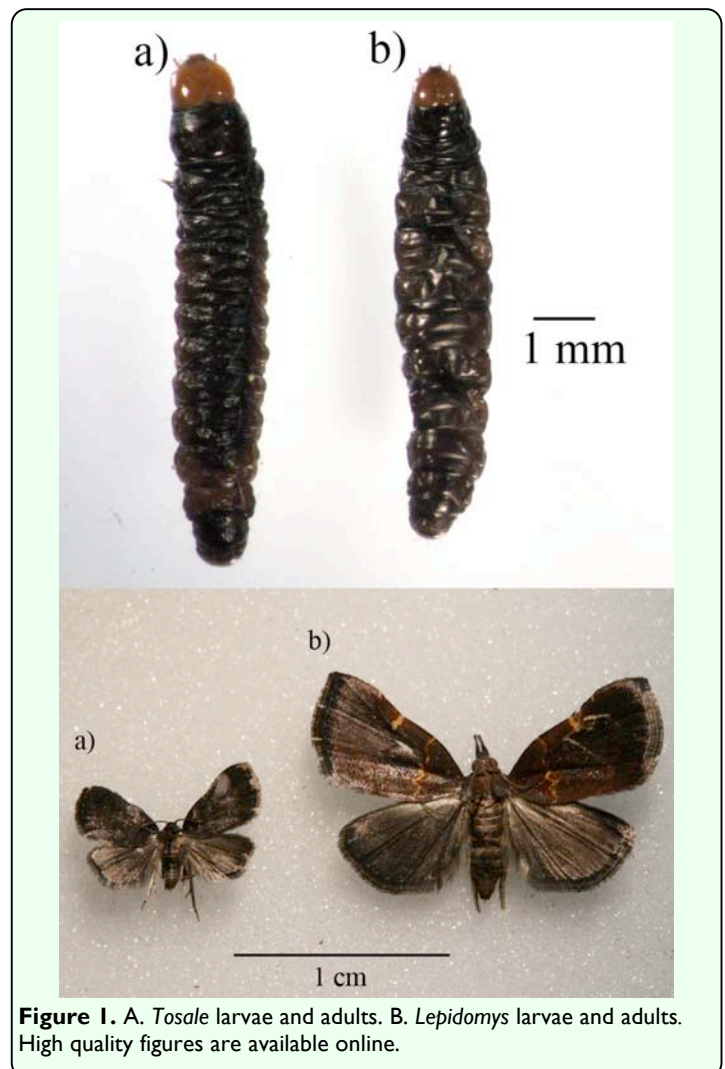 a)
b)
1 mm
a)
b)
1 cm
Figure 1. A. Tosale larvae and adults. B. Lepidomys larvae and adults.
High quality figures are available online.